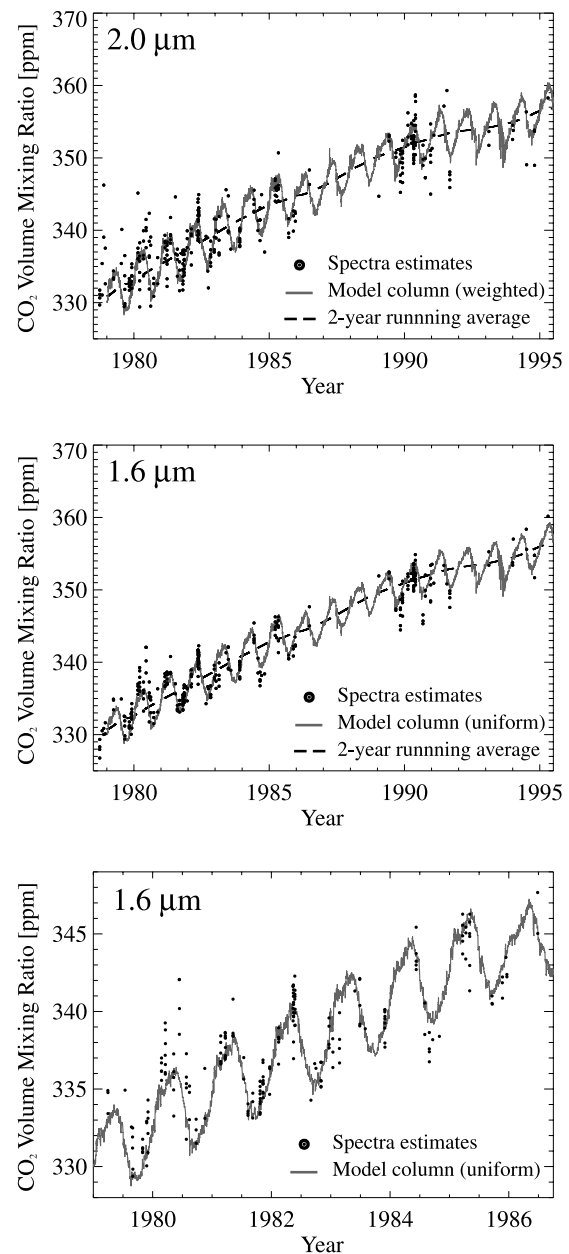 2.0 µm
370
360
350
340
330
CO₂ Volume Mixing Ratio [ppm]
Spectra estimates
Model column (weighted)
2-year runnning average
1980 1985 1990 1995
Year
1.6 µm
370
360
350
340
330
CO₂ Volume Mixing Ratio [ppm]
Spectra estimates
Model column (uniform)
2-year runnning average
1980 1985 1990 1995
Year
1.6 µm
345
340
335
330
CO₂ Volume Mixing Ratio [ppm]
Spectra estimates
Model column (uniform)
1980 1982 1984 1986
Year